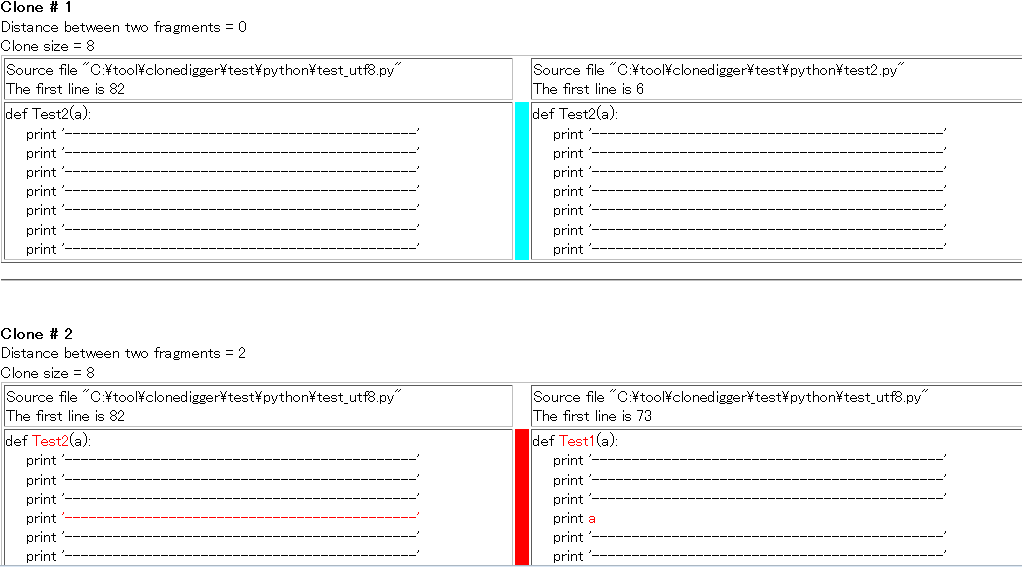 Clone # 1
Distance between two fragments = 0
Clone size = 8
Source file "C:¥tool¥clonedigger¥test¥python¥test_utf8.py"
The first line is 82
Source file "C:¥tool¥clonedigger¥test¥python¥test2.py"
The first line is 6
def Test2(a):
print '--------------------------------------------'
print '--------------------------------------------'
print '--------------------------------------------'
print '--------------------------------------------'
print '--------------------------------------------'
print '--------------------------------------------'
print '--------------------------------------------'
def Test2(a):
print '--------------------------------------------'
print '--------------------------------------------'
print '--------------------------------------------'
print '--------------------------------------------'
print '--------------------------------------------'
print '--------------------------------------------'
print '--------------------------------------------'
Clone # 2
Distance between two fragments = 2
Clone size = 8
Source file "C:¥tool¥clonedigger¥test¥python¥test_utf8.py"
The first line is 82
Source file "C:¥tool¥clonedigger¥test¥python¥test_utf8.py"
The first line is 73
def Test2(a):
print '--------------------------------------------'
print '--------------------------------------------'
print '--------------------------------------------'
print '--------------------------------------------'
print '--------------------------------------------'
print '--------------------------------------------'
def Test1(a):
print '--------------------------------------------'
print '--------------------------------------------'
print '--------------------------------------------'
print a
print '--------------------------------------------'
print '--------------------------------------------'